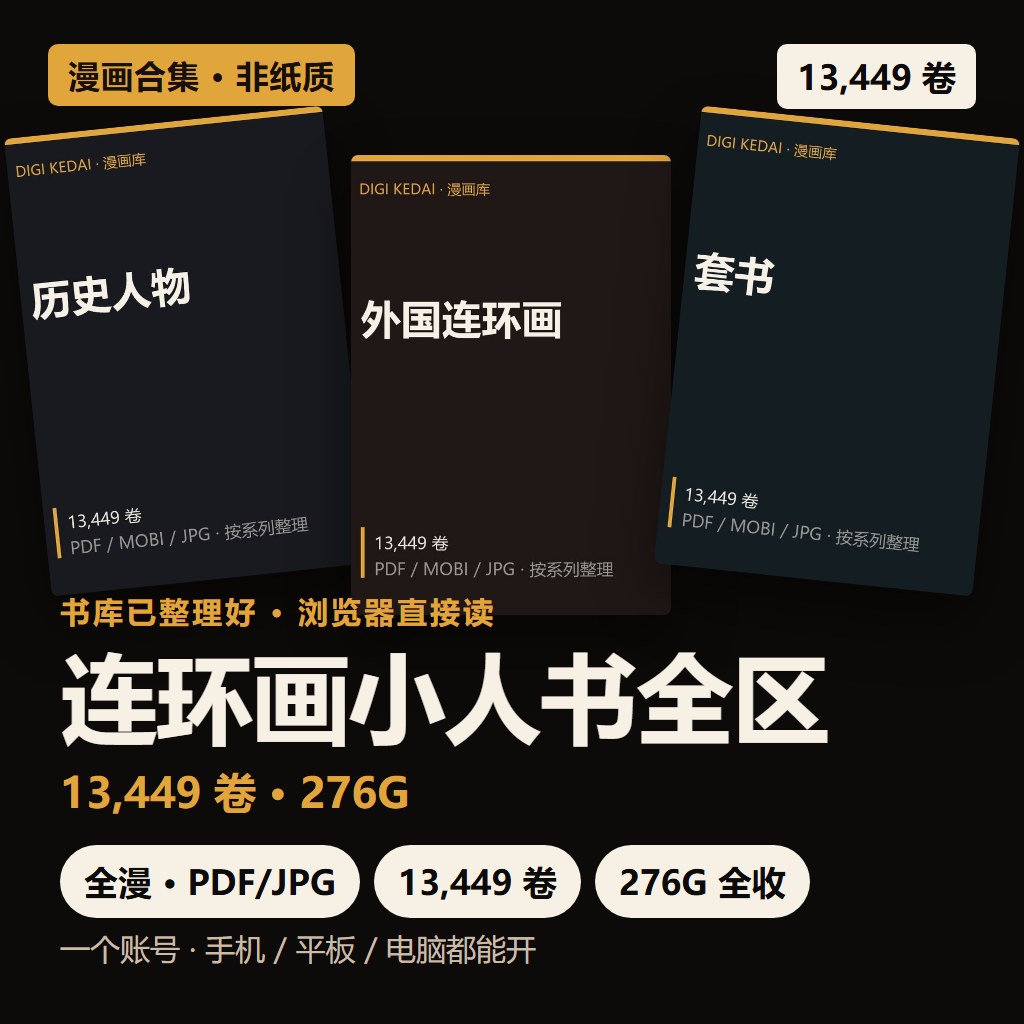 漫画合集 · 非纸质
13,449 卷
DIGI KEDAI · 漫画库
历史人物
13,449 卷
PDF / MOBI / JPG · 按系列整理
DIGI KEDAI · 漫画库
外国连环画
13,449 卷
PDF / MOBI / JPG · 按系列整理
DIGI KEDAI · 漫画库
套书
13,449 卷
PDF / MOBI / JPG · 按系列整理
书库已整理好 · 浏览器直接读
连环画小人书全区
13,449 卷 · 276G
全漫 · PDF/JPG
13,449 卷
276G 全收
一个账号 · 手机 / 平板 / 电脑都能开